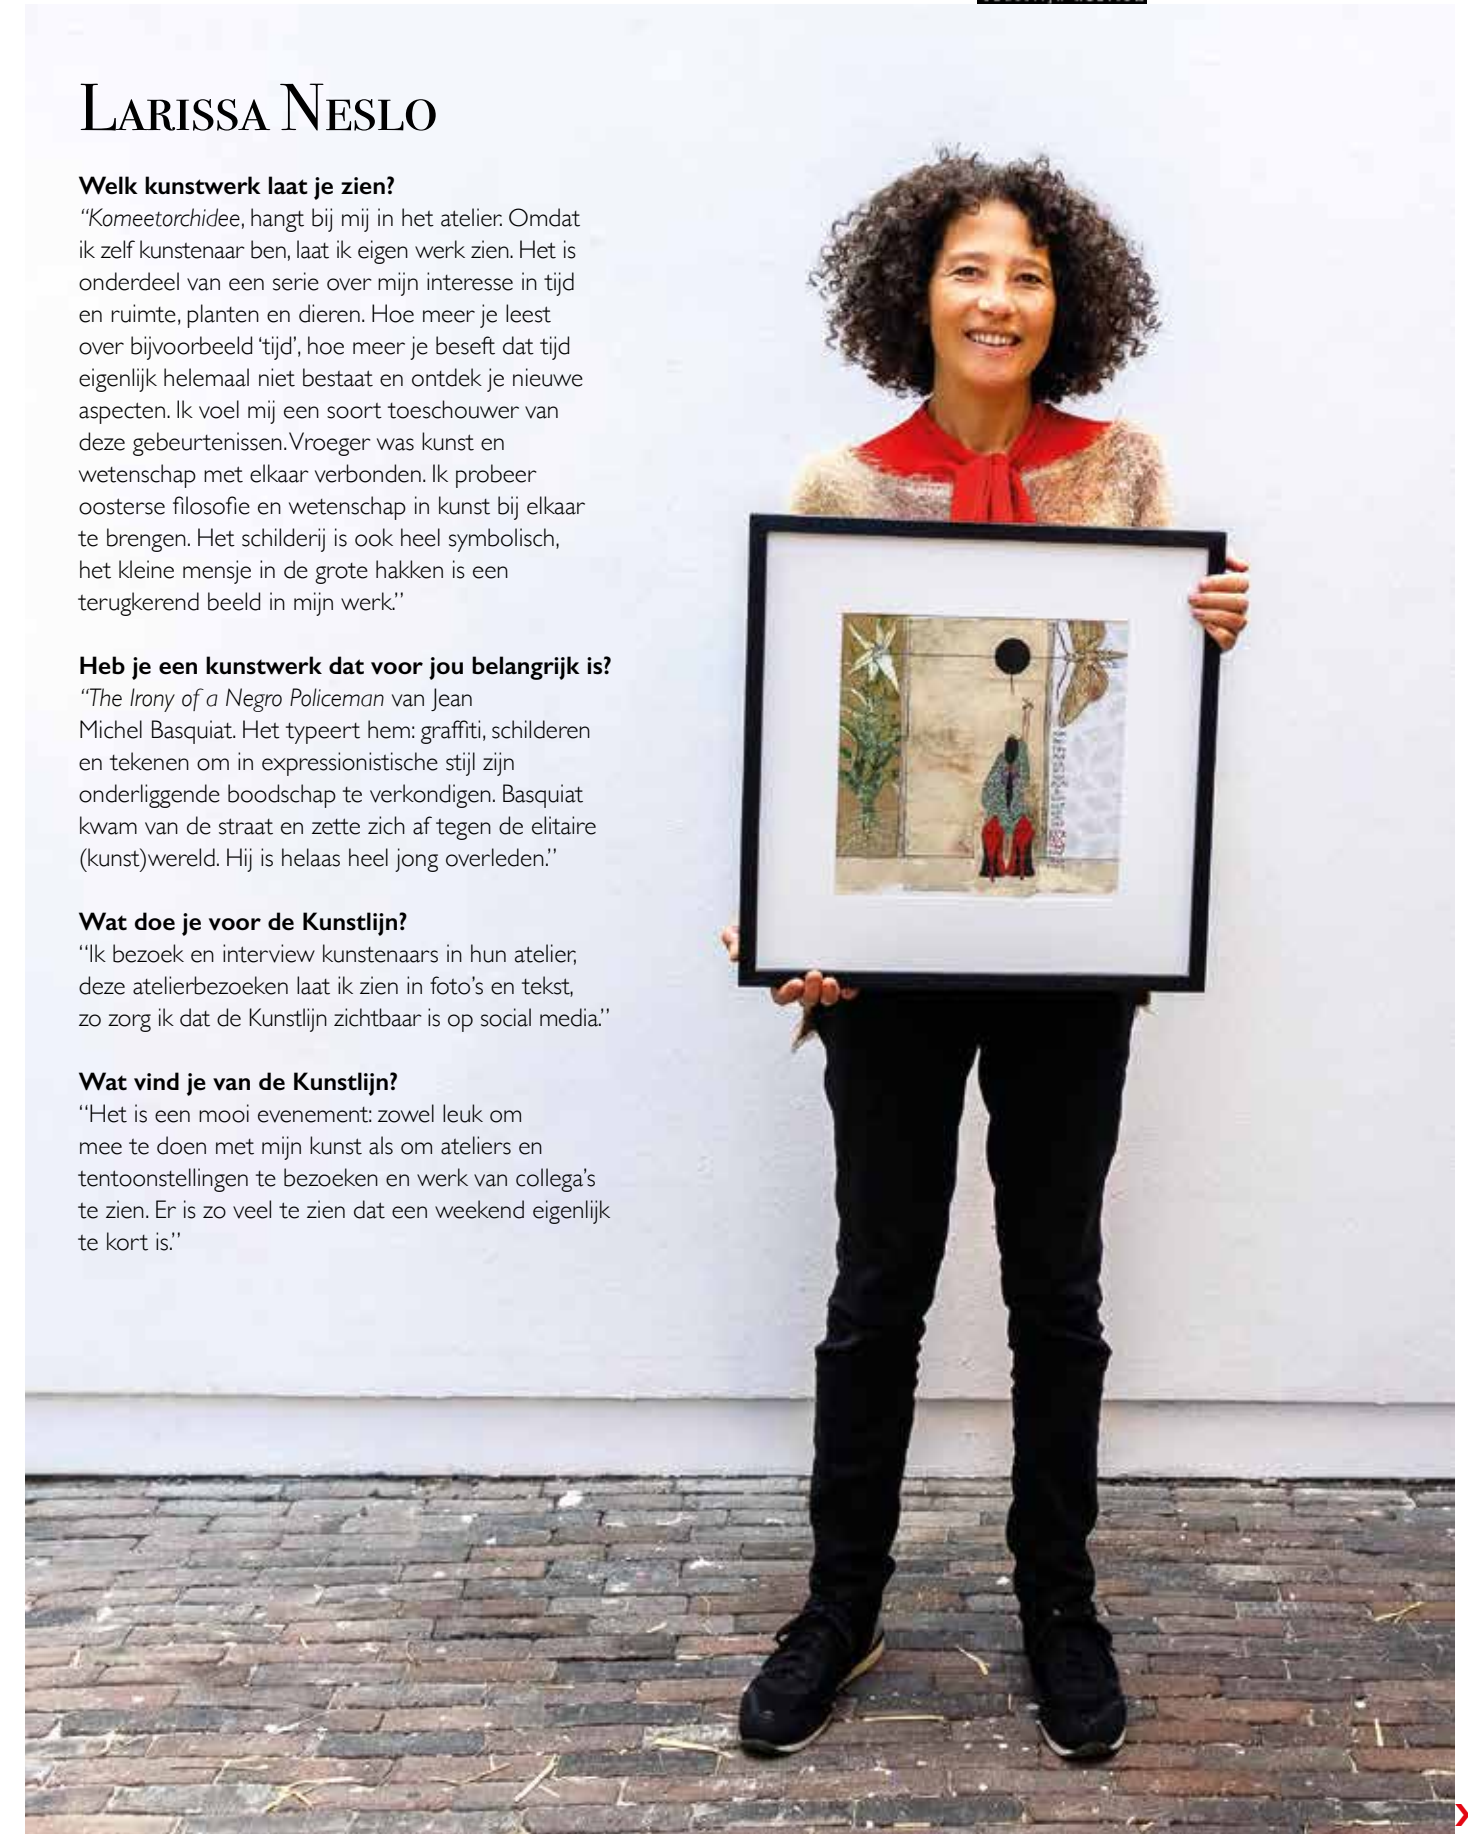 Larissa Neslo
Welk kunstwerk laat je zien?
“Komeetorchidee, hangt bij mij in het atelier. Omdat
ik zelf kunstenaar ben, laat ik eigen werk zien. Het is
onderdeel van een serie over mijn interesse in tijd
en ruimte, planten en dieren. Hoe meer je leest
over bijvoorbeeld ‘tijd’, hoe meer je beseft dat tijd
eigenlijk helemaal niet bestaat en ontdek je nieuwe
aspecten. Ik voel mij een soort toeschouwer van
deze gebeurtenissen. Vroeger was kunst en
wetenschap met elkaar verbonden. Ik probeer
oosterse filosofie en wetenschap in kunst bij elkaar
te brengen. Het schilderij is ook heel symbolisch,
het kleine mensje in de grote hakken is een
terugkerend beeld in mijn werk.”
Heb je een kunstwerk dat voor jou belangrijk is?
“The Irony of a Negro Policeman van Jean
Michel Basquiat. Het typeert hem: graffiti, schilderen
en tekenen om in expressionistische stijl zijn
onderliggende boodschap te verkondigen. Basquiat
kwam van de straat en zette zich af tegen de elitaire
(kunst)wereld. Hij is helaas heel jong overleden.”
Wat doe je voor de Kunstlijn?
“Ik bezoek en interview kunstenaars in hun atelier,
deze atelierbezoeken laat ik zien in foto’s en tekst,
zo zorg ik dat de Kunstlijn zichtbaar is op social media.”
Wat vind je van de Kunstlijn?
“Het is een mooi evenement: zowel leuk om
mee te doen met mijn kunst als om ateliers en
tentoonstellingen te bezoeken en werk van collega’s
te zien. Er is zo veel te zien dat een weekend eigenlijk
te kort is.”